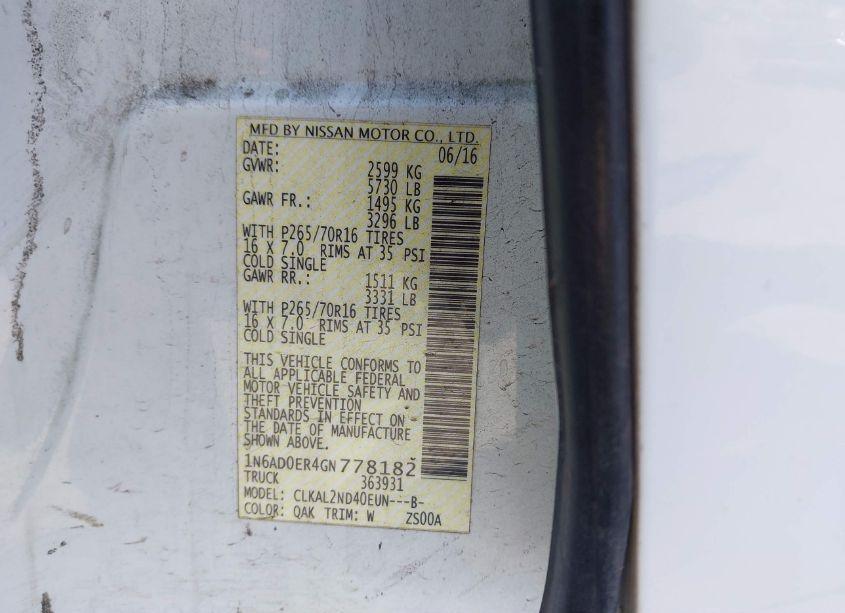 MFD BY NISSAN MOTOR CO., LTD.
DATE: 06/16
GVWR: 2599 KG
5730 LB
GAWR FR.: 1495 KG
3296 LB
WITH P265/70R16 TIRES
16 X 7.0 RIMS AT 35 PSI
COLD SINGLE
GAWR RR.: 1511 KG
3331 LB
WITH P265/70R16 TIRES
16 X 7.0 RIMS AT 35 PSI
COLD SINGLE
THIS VEHICLE CONFORMS TO
ALL APPLICABLE FEDERAL
MOTOR VEHICLE SAFETY AND
THEFT PREVENTION
STANDARDS IN EFFECT ON
THE DATE OF MANUFACTURE
SHOWN ABOVE.
1N6AD0ER4GN778182
TRUCK 363931
MODEL: CLKAL2ND40EUN---B-
COLOR: QAK TRIM: W ZS00A